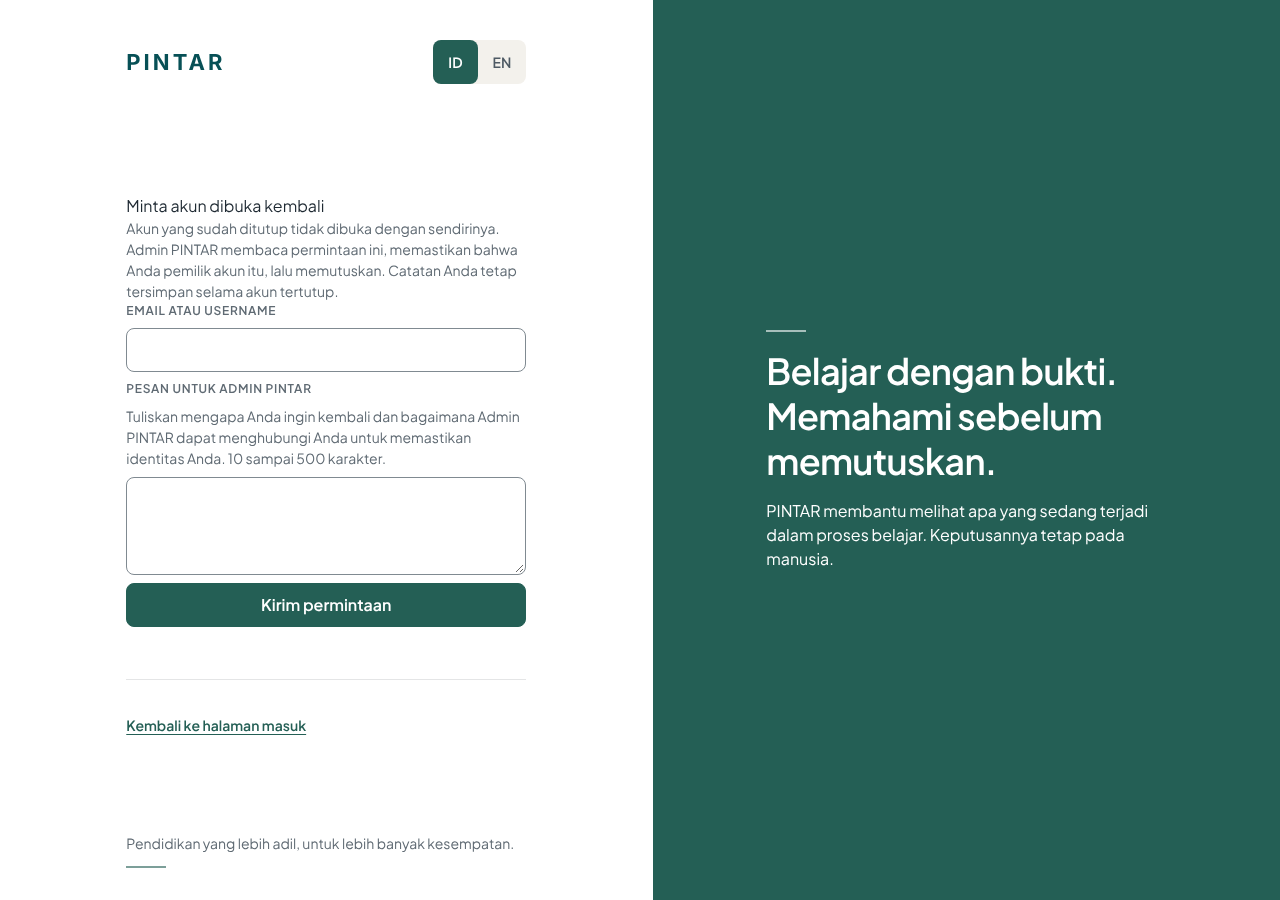 PINTAR
ID
EN
Minta akun dibuka kembali
Akun yang sudah ditutup tidak dibuka dengan sendirinya.
Admin PINTAR membaca permintaan ini, memastikan bahwa
Anda pemilik akun itu, lalu memutuskan. Catatan Anda tetap
tersimpan selama akun tertutup.
EMAIL ATAU USERNAME
PESAN UNTUK ADMIN PINTAR
Tuliskan mengapa Anda ingin kembali dan bagaimana Admin
PINTAR dapat menghubungi Anda untuk memastikan
identitas Anda. 10 sampai 500 karakter.
Kirim permintaan
Kembali ke halaman masuk
Pendidikan yang lebih adil, untuk lebih banyak kesempatan.
Belajar dengan bukti.
Memahami sebelum
memutuskan.
PINTAR membantu melihat apa yang sedang terjadi
dalam proses belajar. Keputusannya tetap pada
manusia.